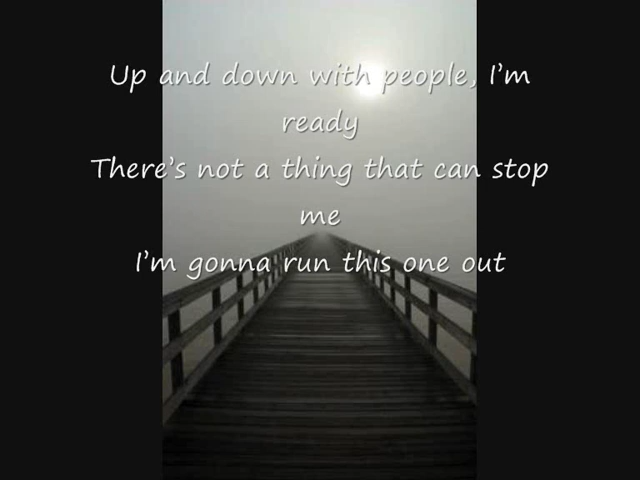 Up and down with people, I'm
ready
There's not a thing that can stop
me
I'm gonna run this one out